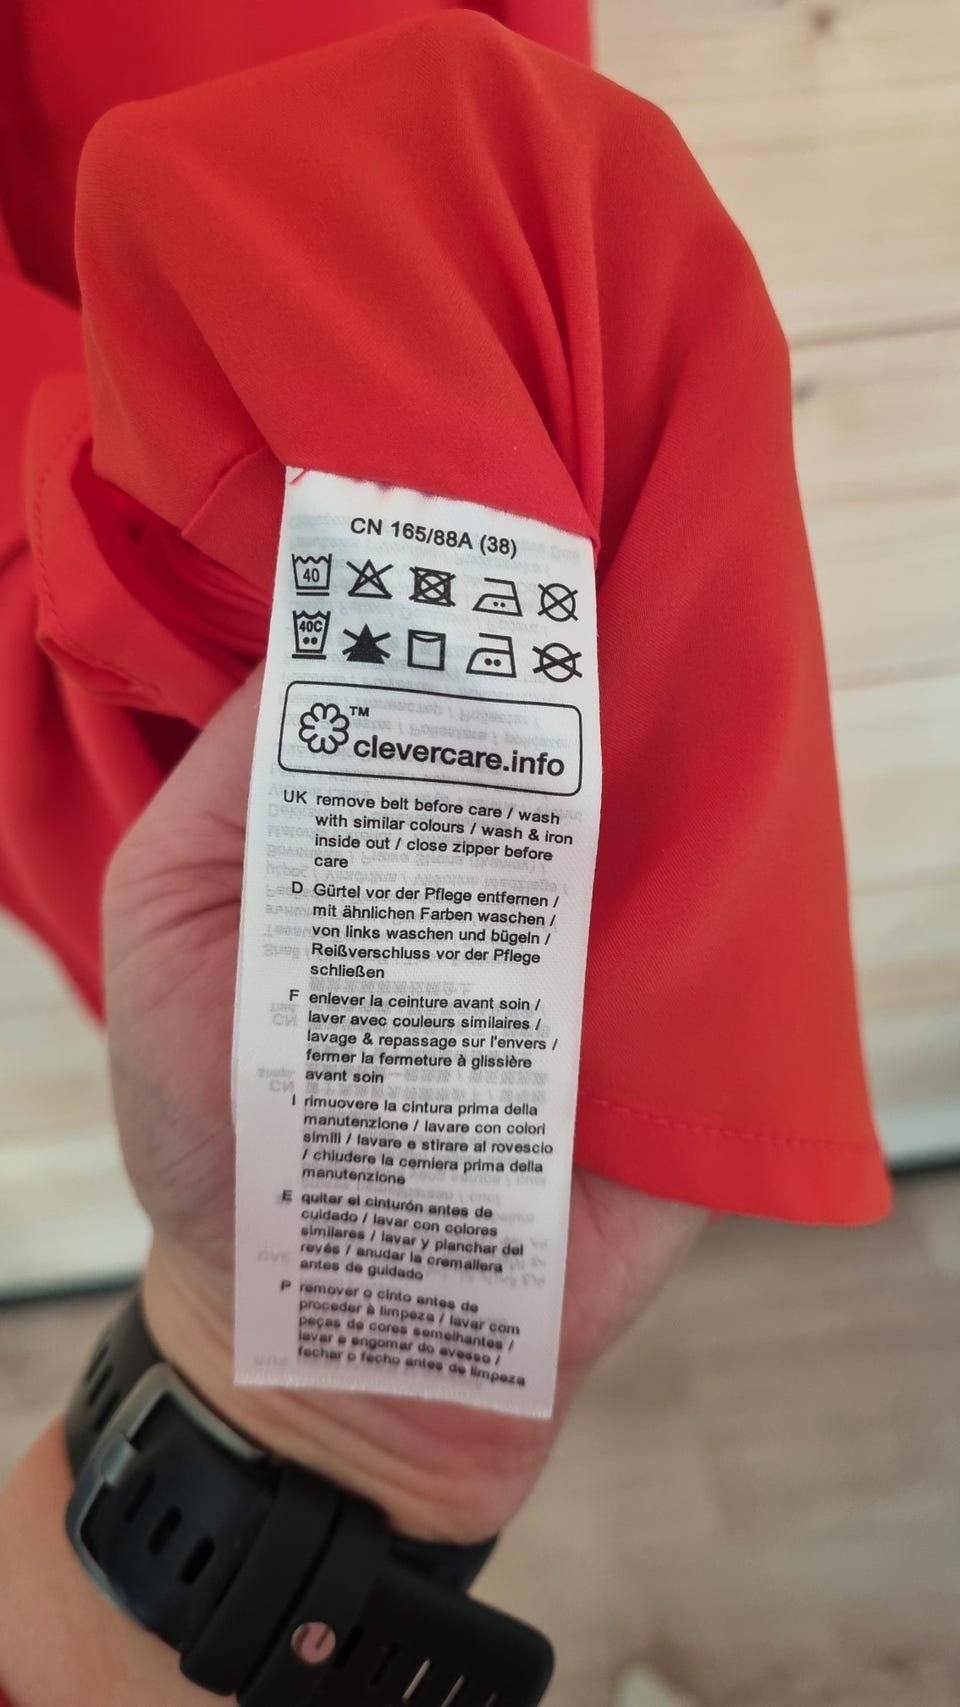 CN 165/88A (38)
40
40C
TM
clevercare.info
UK remove belt before care / wash
with similar colours / wash & iron
inside out / close zipper before
care
D Gürtel vor der Pflege entfernen /
mit ähnlichen Farben waschen /
von links waschen und bügeln /
Reißverschluss vor der Pflege
schließen
F enlever la ceinture avant soin /
laver avec couleurs similaires /
lavage & repassage sur l'envers /
fermer la fermeture à glissière
avant soin
I rimuovere la cintura prima della
manutenzione / lavare con colori
simili / lavare e stirare al rovescio
/ chiudere la cerniera prima della
manutenzione
E quitar el cinturón antes de
cuidado / lavar con colores
similares / lavar y planchar del
revés / anudar la cremallera
antes de guidado
P remover o cinto antes de
proceder à limpeza / lavar com
peças de cores semelhantes /
lavar e engomar do avesso /
fechar o fecho antes de limpeza